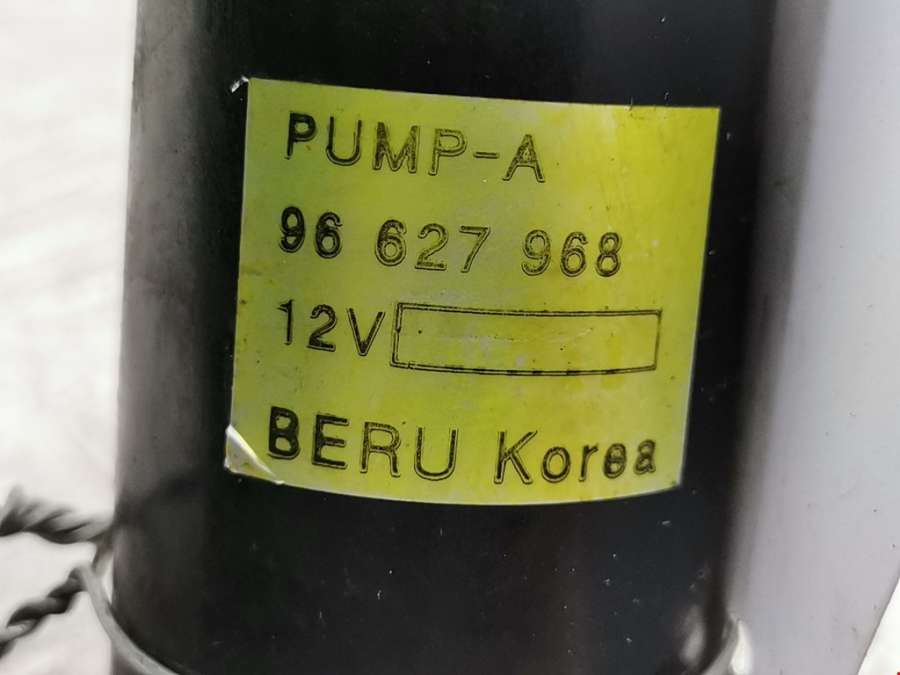 PUMP-A
96 627 968
12V
BERU Korea